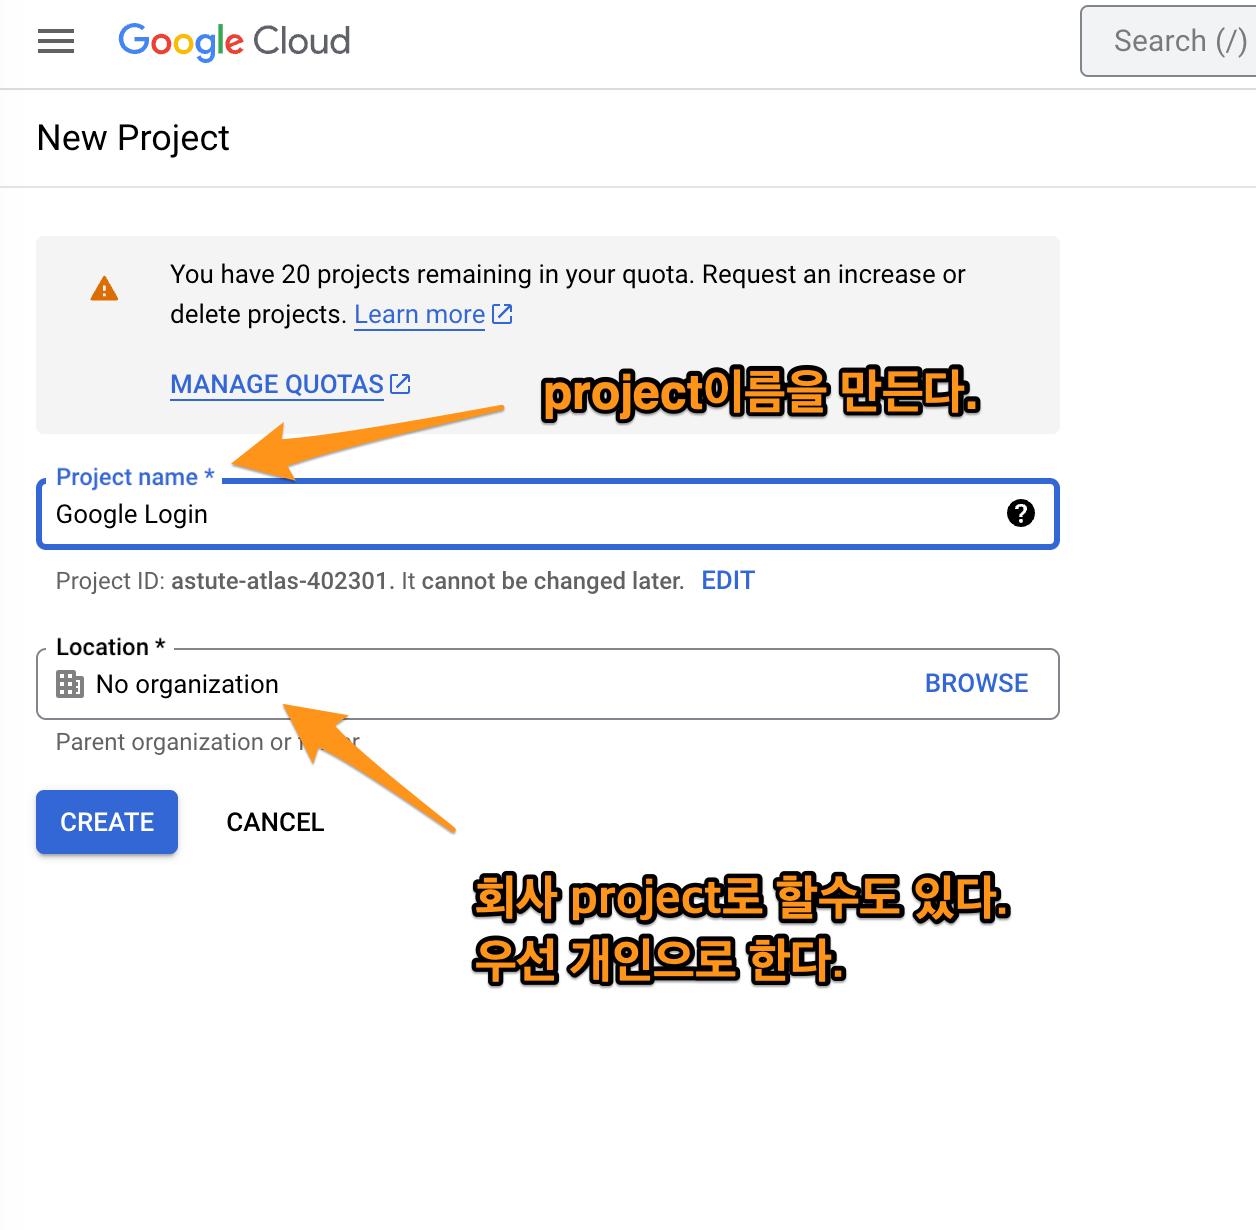 Google Cloud
Search (/)
New Project
You have 20 projects remaining in your quota. Request an increase or
delete projects. Learn more
MANAGE QUOTAS
project이름을 만든다.
Project name *
Google Login
Project ID: astute-atlas-402301. It cannot be changed later. EDIT
Location *
No organization
BROWSE
Parent organization or
CREATE
CANCEL
회사 project로 할수도 있다.
우선 개인으로 한다.